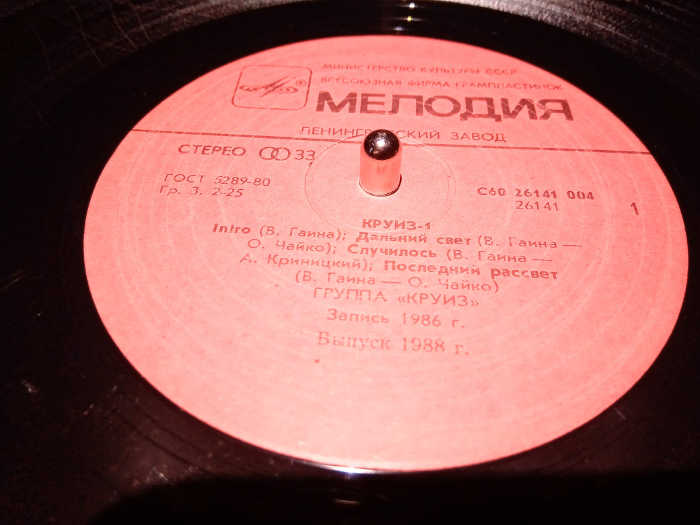 МИНИСТЕРСТВО КУЛЬТУРЫ СССР
ВСЕСОЮЗНАЯ ФИРМА ГРАМПЛАСТИНОК
МЕЛОДИЯ
ЛЕНИНГРАДСКИЙ ЗАВОД
СТЕРЕО 33
ГОСТ 5289-80
Гр. 3. 2-25
С60 26141 004
26141
1
КРУИЗ-1
Intro (В. Гаина); Дальний свет (В. Гаина —
О. Чайко); Случилось (В. Гаина —
А. Криницкий); Последний рассвет
(В. Гаина — О. Чайко)
ГРУППА «КРУИЗ»
Запись 1986 г.
Выпуск 1988 г.